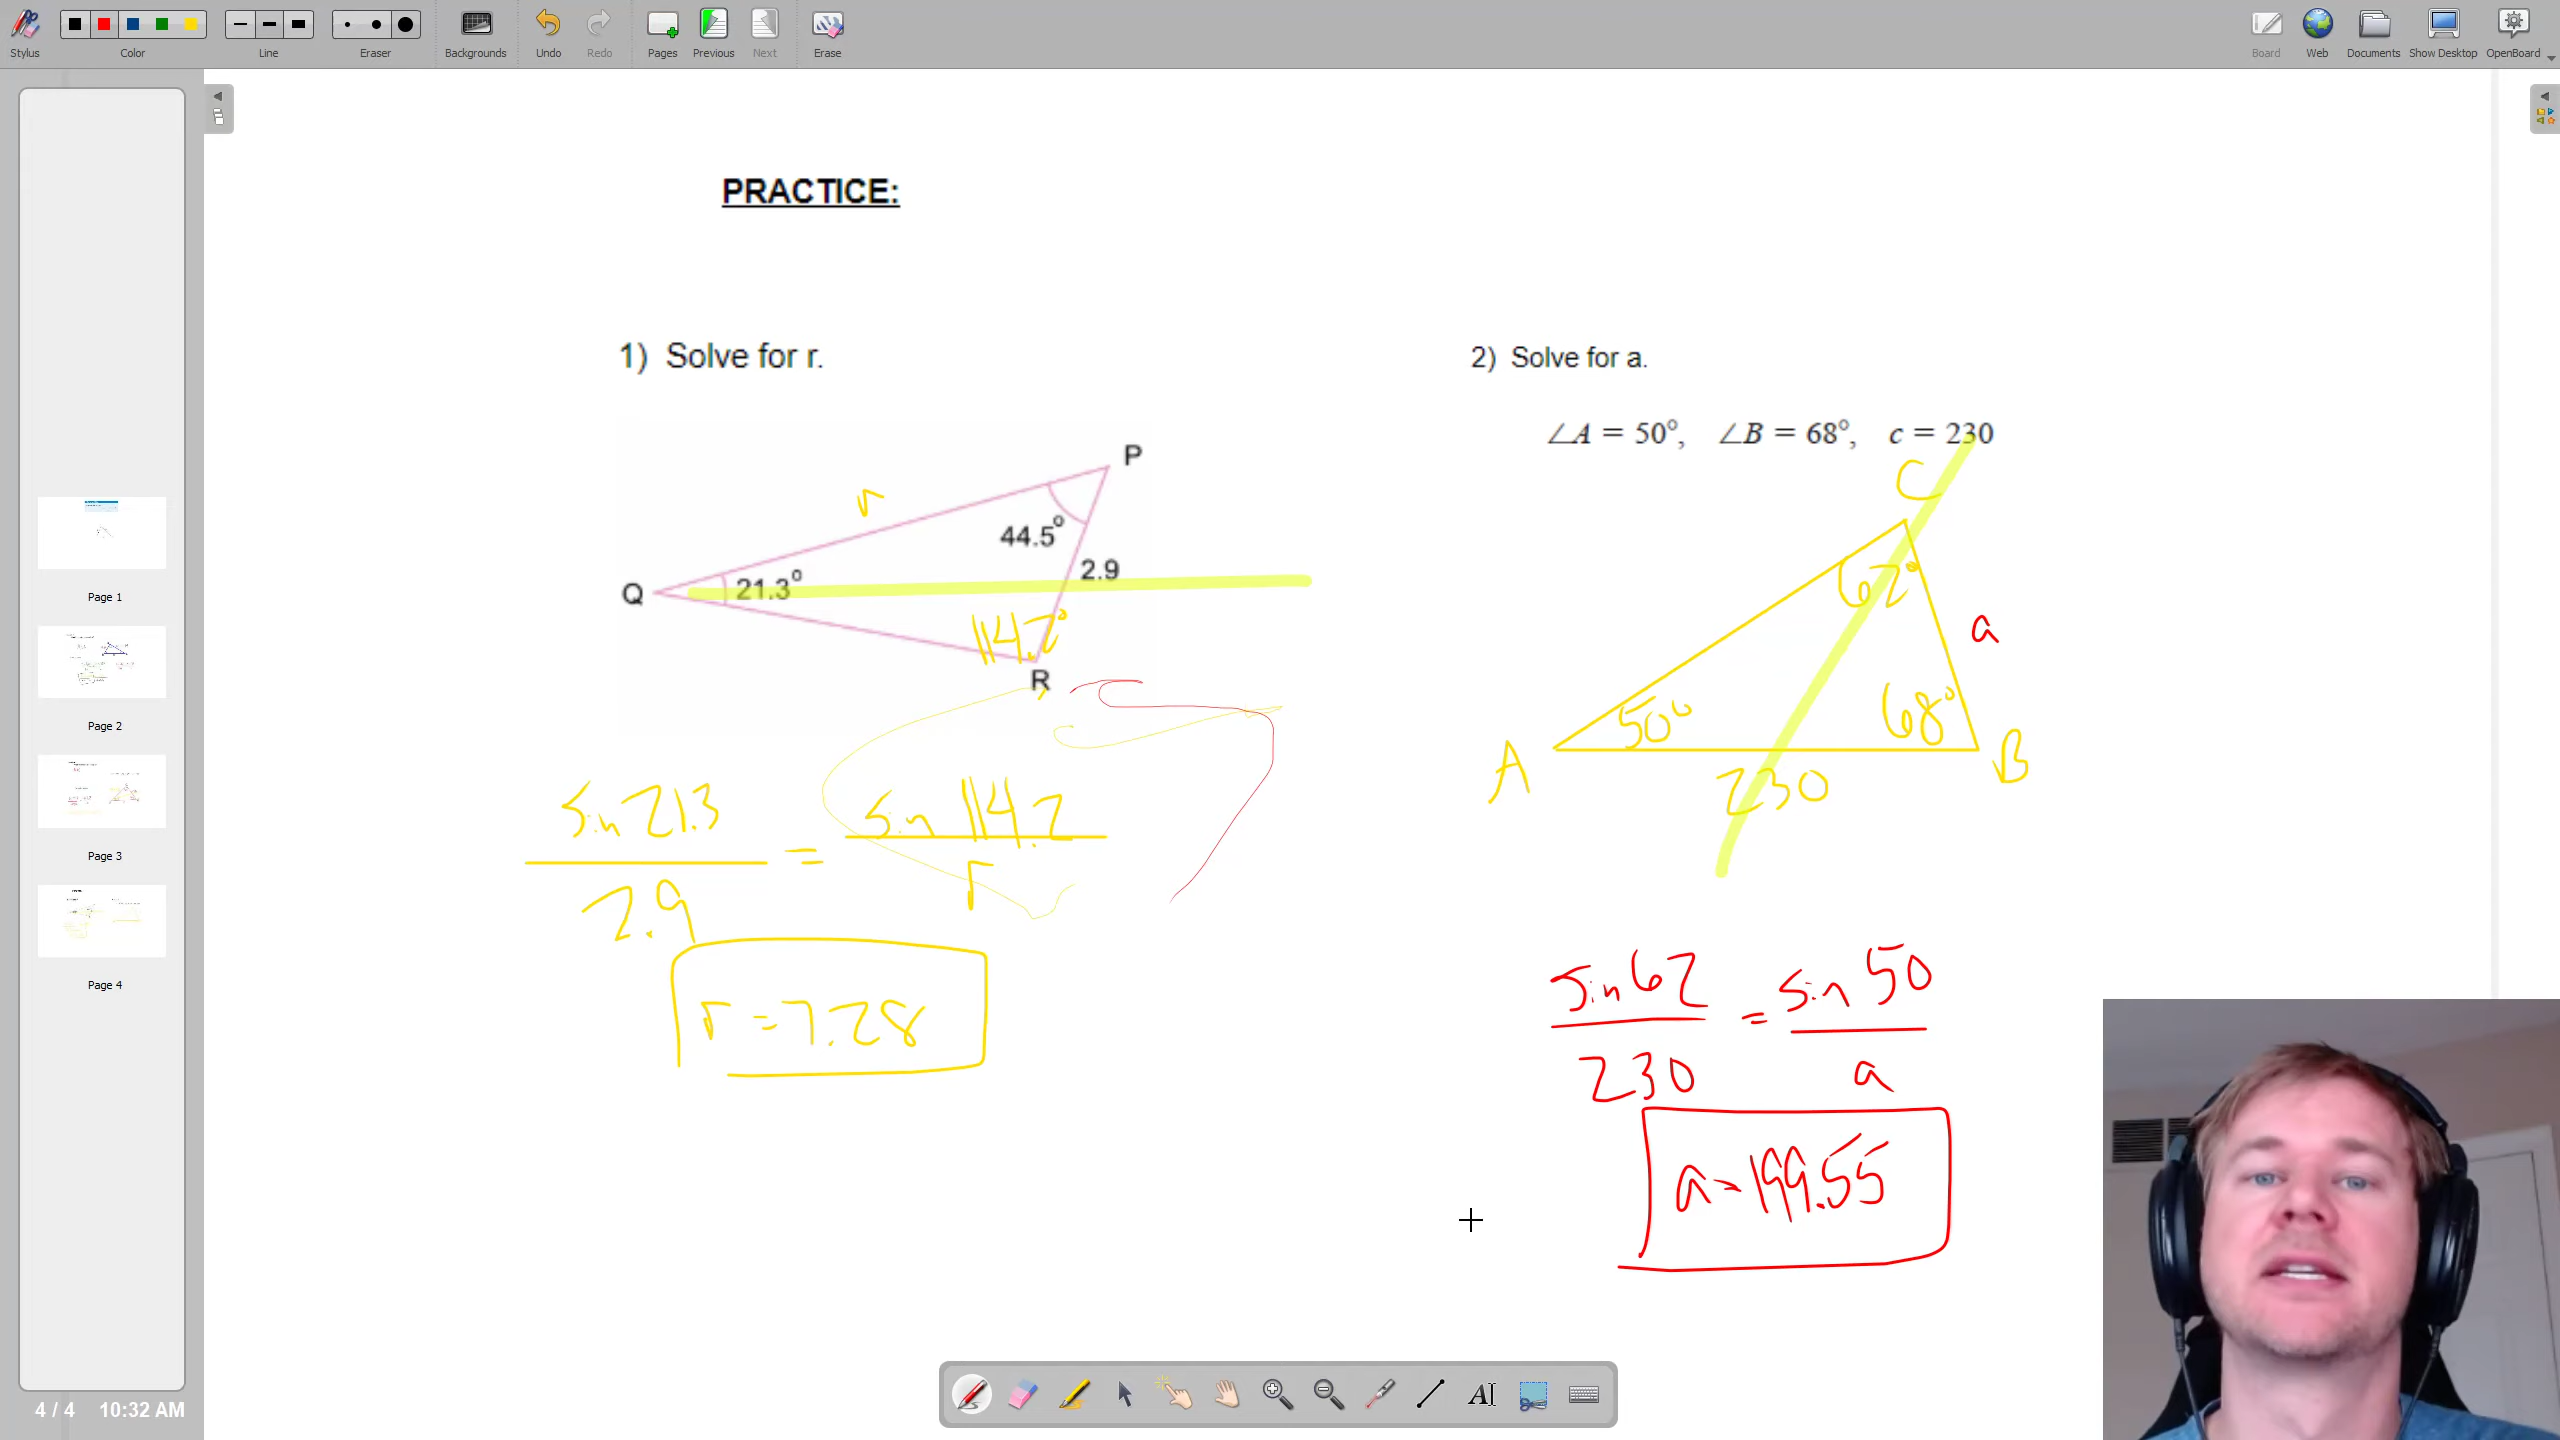 Stylus Color Line Eraser Backgrounds Undo Redo Pages Previous Next Erase Board Web Documents Show Desktop OpenBoard
PRACTICE:
1) Solve for r.
P
r
44.5°
2.9
Q
21.3°
114.2°
R
sin 21.3 = sin 114.2
2.9 r
r = 7.28
2) Solve for a.
∠A = 50°, ∠B = 68°, c = 230
C
62°
a
50°
68°
A
B
230
sin 62 = sin 50
230 a
a = 199.55
Page 1
Page 2
Page 3
Page 4
4 / 4 10:32 AM
AI